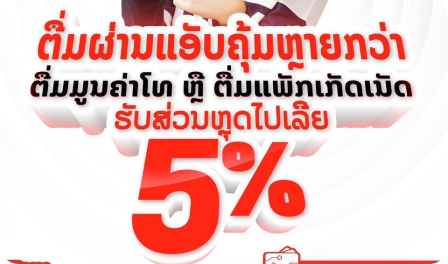 ຕື່ມຜ່ານແອັບຄຸ້ມຫຼາຍກວ່າ
ຕື່ມມູນຄ່າໂທ ຫຼື ຕື່ມແພັກເກັດເນັດ
ຮັບສ່ວນຫຼຸດໄປເລີຍ
5%